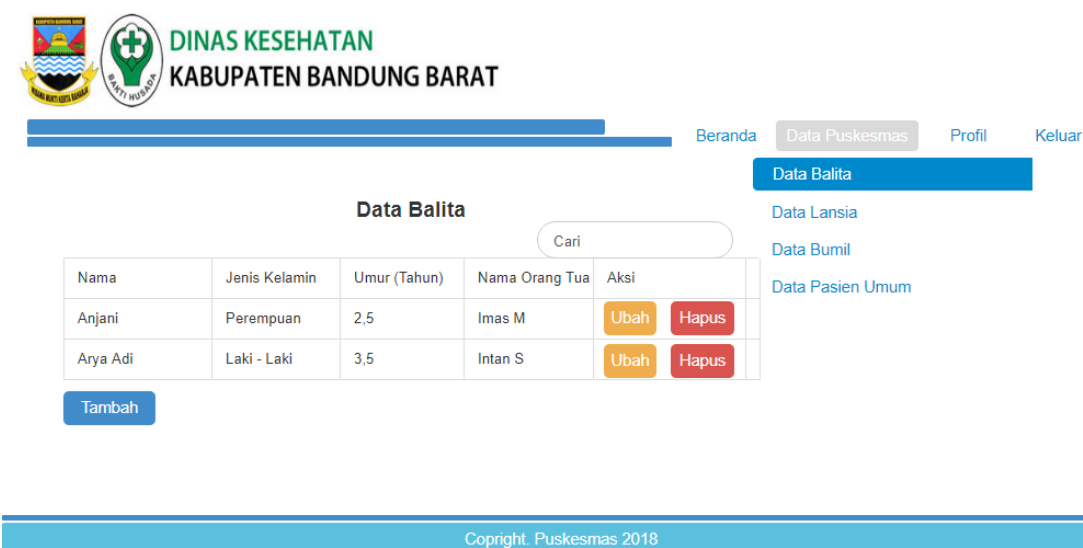 DINAS KESEHATAN
KABUPATEN BANDUNG BARAT
BAKTI HUSADA
Beranda Data Puskesmas Profil Keluar
Data Balita
Data Lansia
Data Bumil
Data Pasien Umum
Data Balita
Cari
Nama Jenis Kelamin Umur (Tahun) Nama Orang Tua Aksi
Anjani Perempuan 2,5 Imas M Ubah Hapus
Arya Adi Laki - Laki 3,5 Intan S Ubah Hapus
Tambah
Copright. Puskesmas 2018